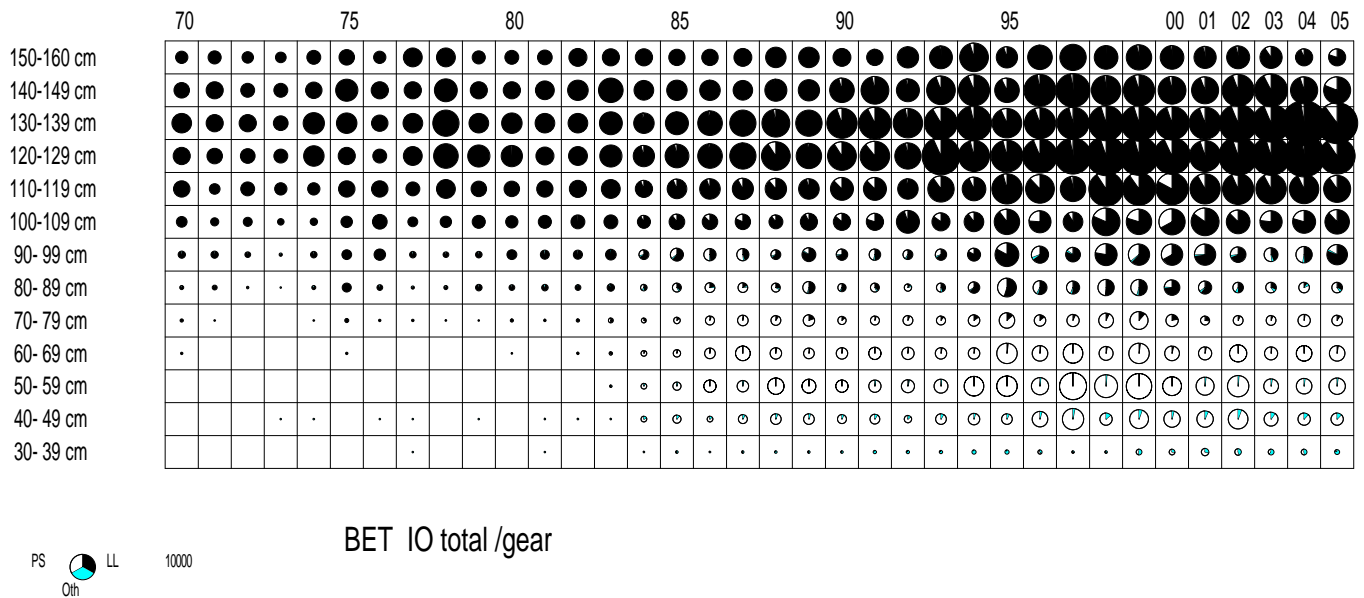 70 75 80 85 90 95 00 01 02 03 04 05
150-160 cm
140-149 cm
130-139 cm
120-129 cm
110-119 cm
100-109 cm
90- 99 cm
80- 89 cm
70- 79 cm
60- 69 cm
50- 59 cm
40- 49 cm
30- 39 cm
BET IO total /gear
PS LL 10000
Oth